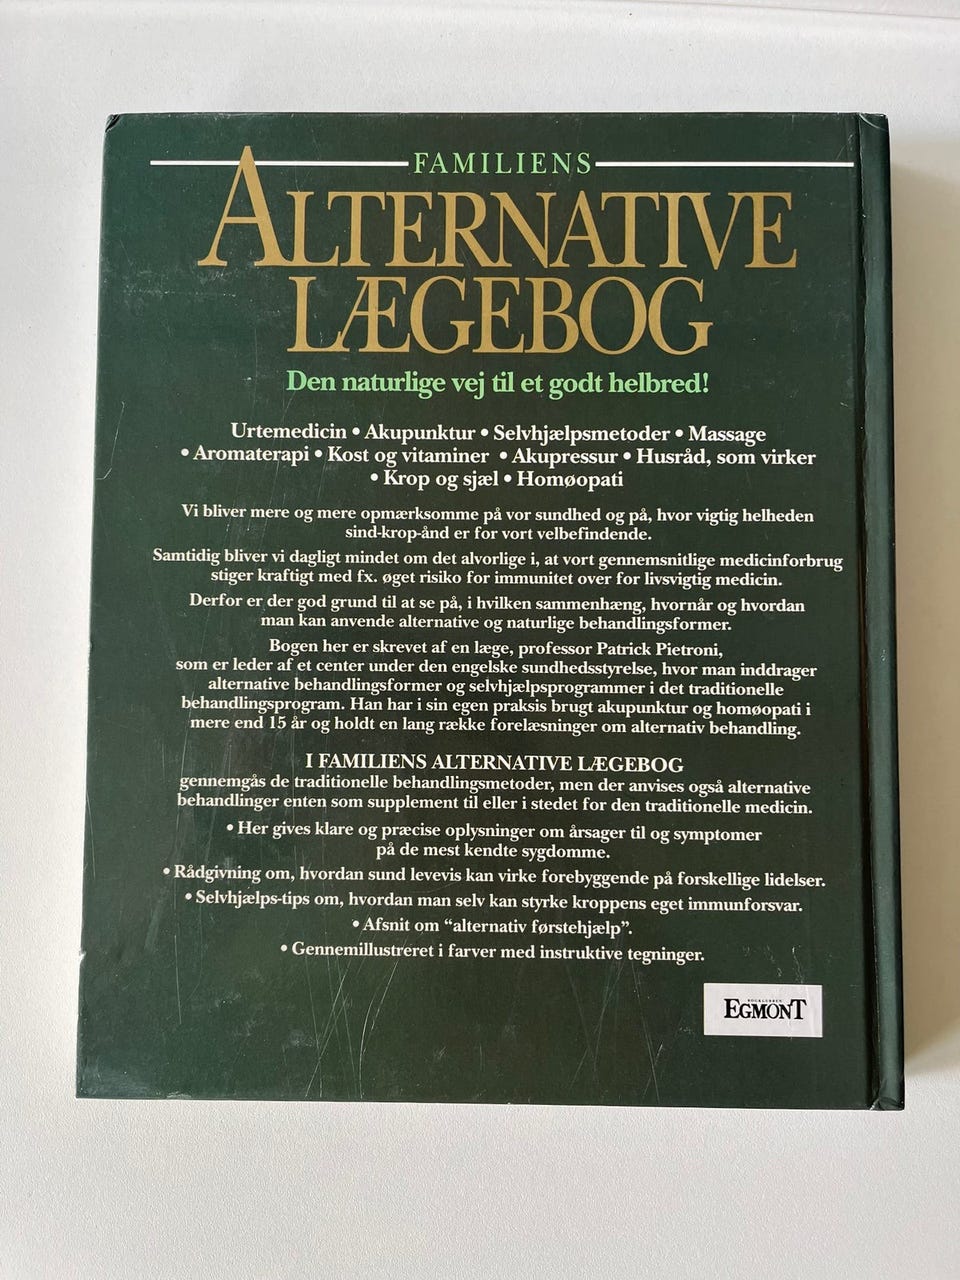 FAMILIENS
ALTERNATIVE
LÆGEBOG
Den naturlige vej til et godt helbred!
Urtemedicin • Akupunktur • Selvhjælpsmetoder • Massage
• Aromaterapi • Kost og vitaminer • Akupressur • Husråd, som virker
• Krop og sjæl • Homøopati
Vi bliver mere og mere opmærksomme på vor sundhed og på, hvor vigtig helheden
sind-krop-ånd er for vort velbefindende.
Samtidig bliver vi dagligt mindet om det alvorlige i, at vort gennemsnitlige medicinforbrug
stiger kraftigt med fx. øget risiko for immunitet over for livsvigtig medicin.
Derfor er der god grund til at se på, i hvilken sammenhæng, hvornår og hvordan
man kan anvende alternative og naturlige behandlingsformer.
Bogen her er skrevet af en læge, professor Patrick Pietroni,
som er leder af et center under den engelske sundhedsstyrelse, hvor man inddrager
alternative behandlingsformer og selvhjælpsprogrammer i det traditionelle
behandlingsprogram. Han har i sin egen praksis brugt akupunktur og homøopati i
mere end 15 år og holdt en lang række forelæsninger om alternativ behandling.
I FAMILIENS ALTERNATIVE LÆGEBOG
gennemgås de traditionelle behandlingsmetoder, men der anvises også alternative
behandlinger enten som supplement til eller i stedet for den traditionelle medicin.
• Her gives klare og præcise oplysninger om årsager til og symptomer
på de mest kendte sygdomme.
• Rådgivning om, hvordan sund levevis kan virke forebyggende på forskellige lidelser.
• Selvhjælps-tips om, hvordan man selv kan styrke kroppens eget immunforsvar.
• Afsnit om “alternativ førstehjælp”.
• Gennemillustreret i farver med instruktive tegninger.
BOGKLUBBEN
EGMONT